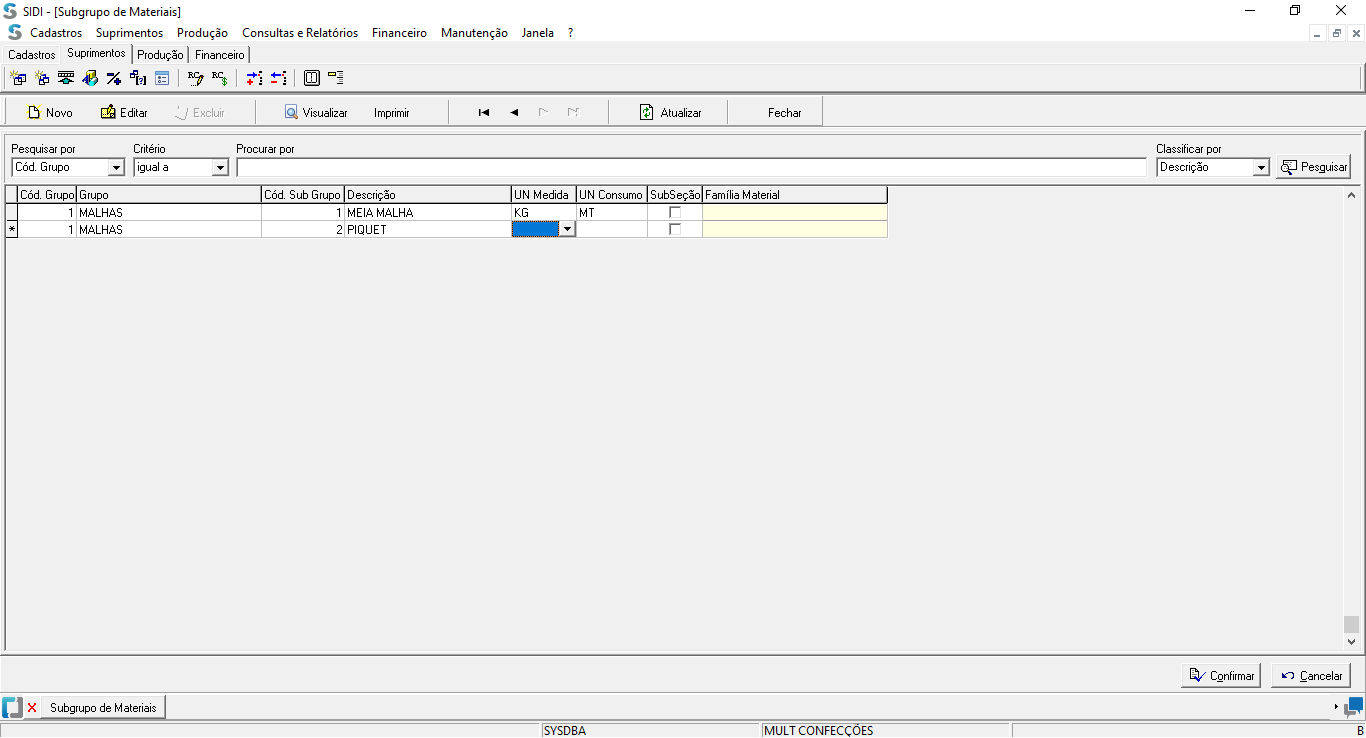 SIDI - [Subgrupo de Materiais]
Cadastros Suprimentos Produção Consultas e Relatórios Financeiro Manutenção Janela ?
Cadastros Suprimentos Produção Financeiro
Novo Editar Excluir Visualizar Imprimir Atualizar Fechar
Pesquisar por Critério Procurar por Classificar por
Cód. Grupo igual a Descrição Pesquisar
Cód. Grupo Grupo Cód. Sub Grupo Descrição UN Medida UN Consumo SubSeção Família Material
1 MALHAS 1 MEIA MALHA KG MT
* 1 MALHAS 2 PIQUET
Confirmar Cancelar
Subgrupo de Materiais
SYSDBA MULT CONFECÇÕES B